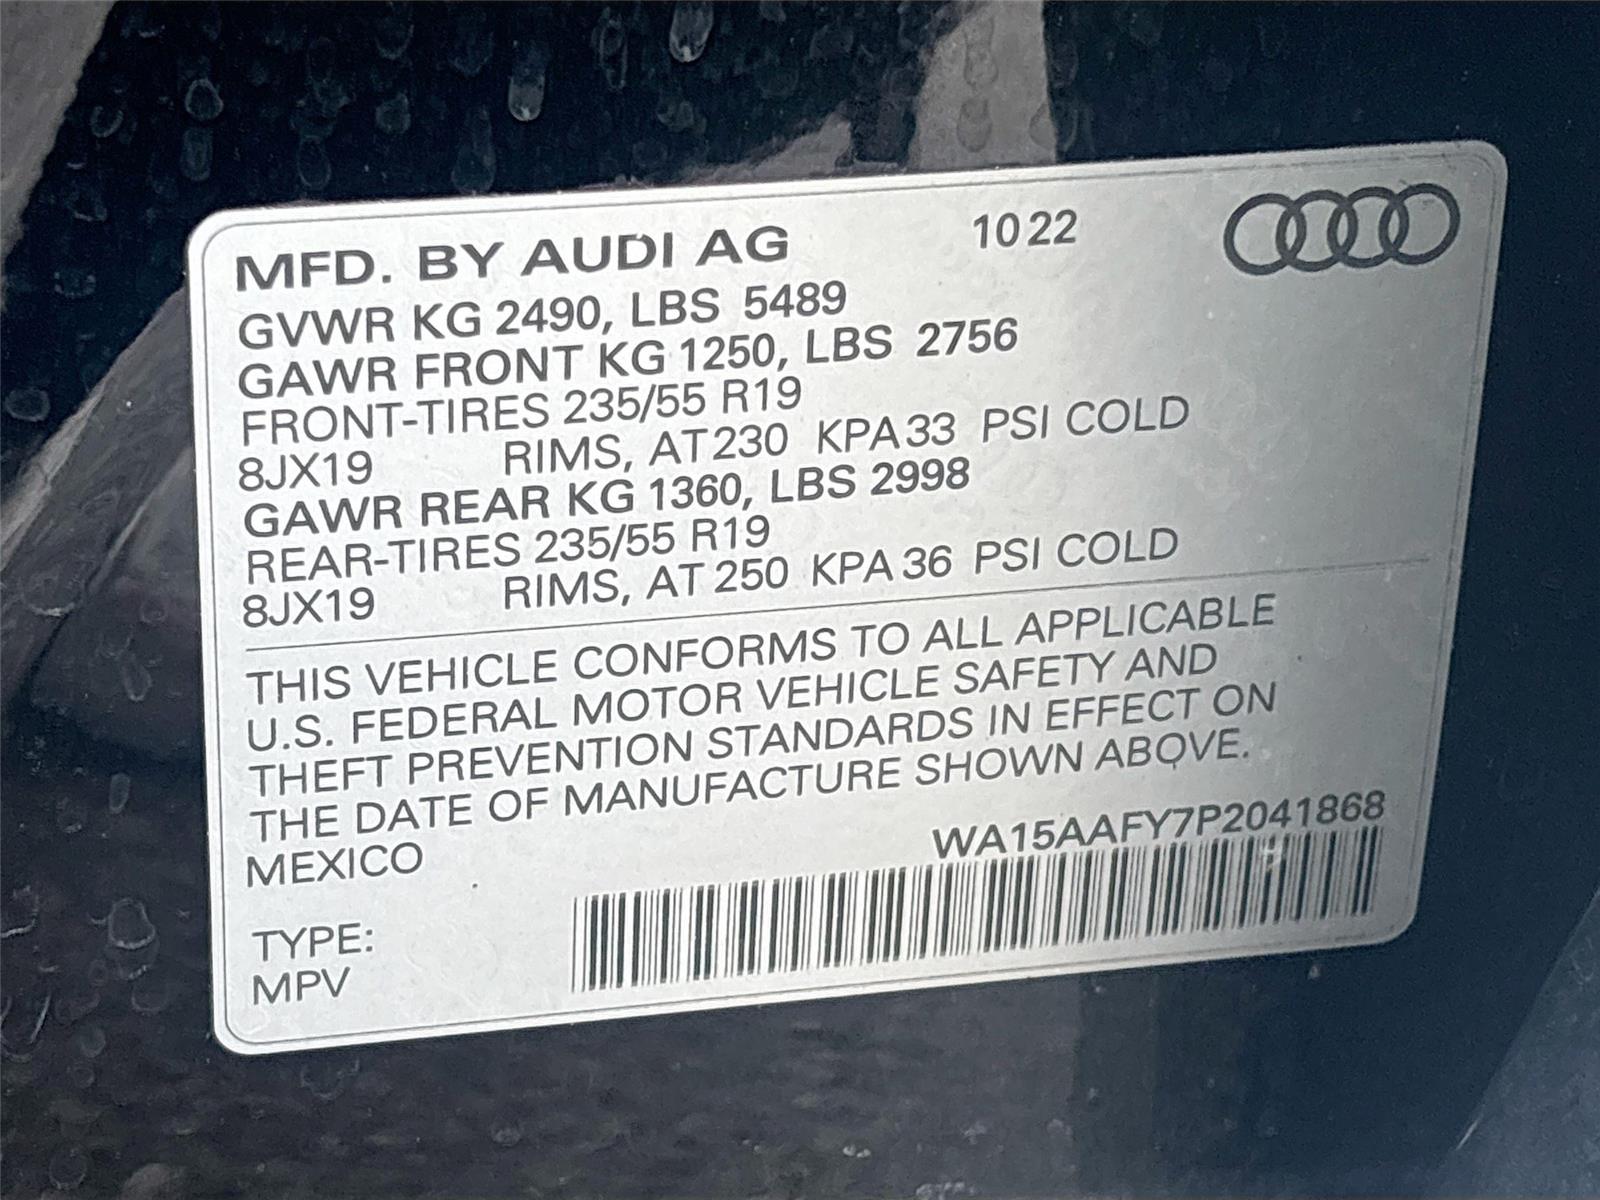 MFD. BY AUDI AG 10 22
GVWR KG 2490, LBS 5489
GAWR FRONT KG 1250, LBS 2756
FRONT-TIRES 235/55 R19
8JX19 RIMS, AT 230 KPA 33 PSI COLD
GAWR REAR KG 1360, LBS 2998
REAR-TIRES 235/55 R19
8JX19 RIMS, AT 250 KPA 36 PSI COLD
THIS VEHICLE CONFORMS TO ALL APPLICABLE
U.S. FEDERAL MOTOR VEHICLE SAFETY AND
THEFT PREVENTION STANDARDS IN EFFECT ON
THE DATE OF MANUFACTURE SHOWN ABOVE.
MEXICO
WA15AAFY7P2041868
TYPE:
MPV